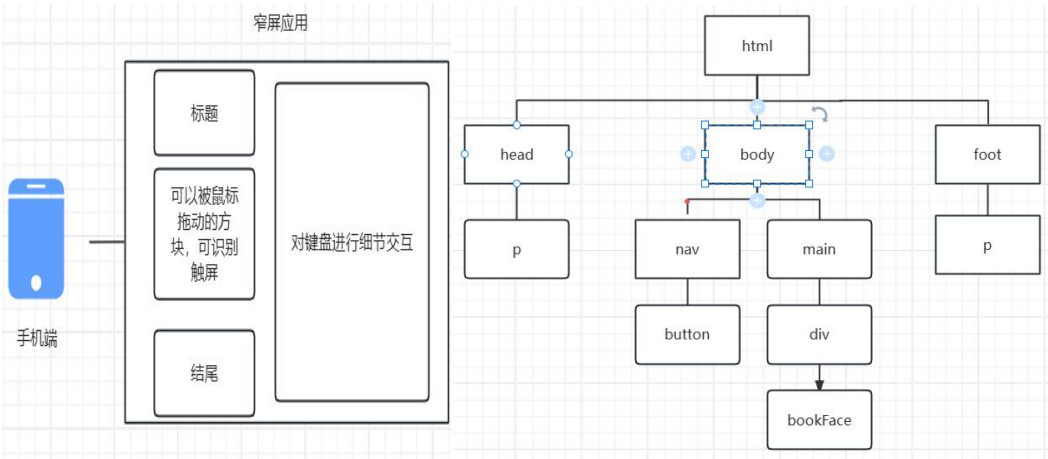 窄屏应用
标题
可以被鼠标
拖动的方
块，可识别
触屏
结尾
对键盘进行细节交互
手机端
html
head
body
foot
p
nav
main
p
button
div
bookFace